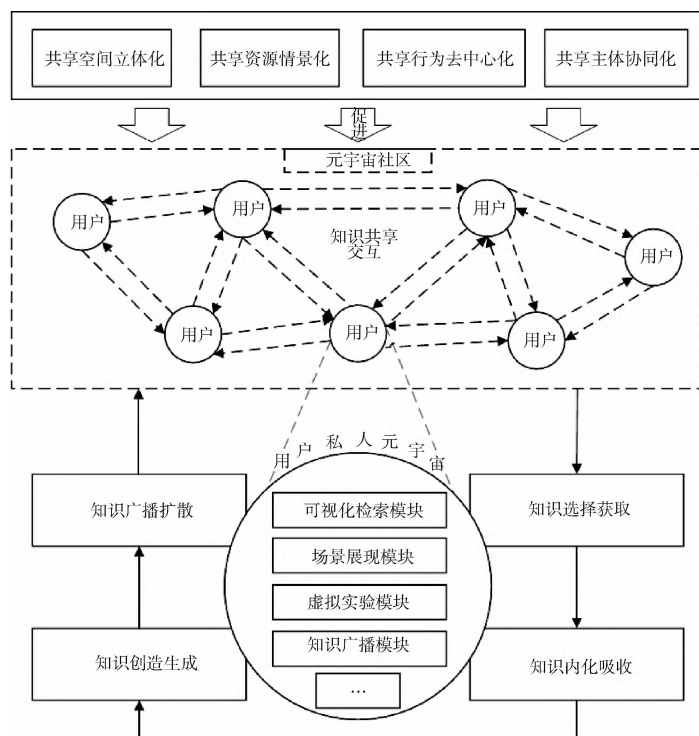 共享空间立体化
共享资源情景化
共享行为去中心化
共享主体协同化
促进
元宇宙社区
用户
用户
用户
用户
知识共享
交互
用户
用户
用户
用户私人元宇宙
知识广播扩散
可视化检索模块
知识选择获取
场景展现模块
虚拟实验模块
知识创造生成
知识广播模块
知识内化吸收
…